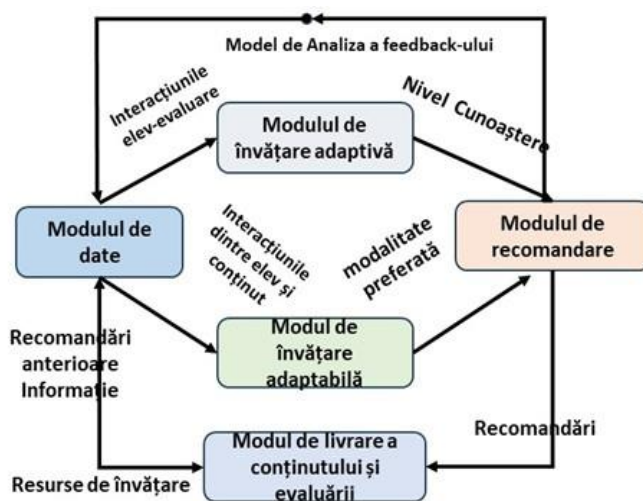 Model de Analiza a feedback-ului
Interacțiunile
elev-evaluare
Nivel Cunoaștere
Modulul de
învățare adaptivă
Modulul de
date
Interacțiunile
dintre elev și
conținut
modalitate
preferată
Modulul de
recomandare
Modul de
învățare
adaptabilă
Recomandări
anterioare
Informație
Modul de livrare a
conținutului și
evaluării
Recomandări
Resurse de învățare